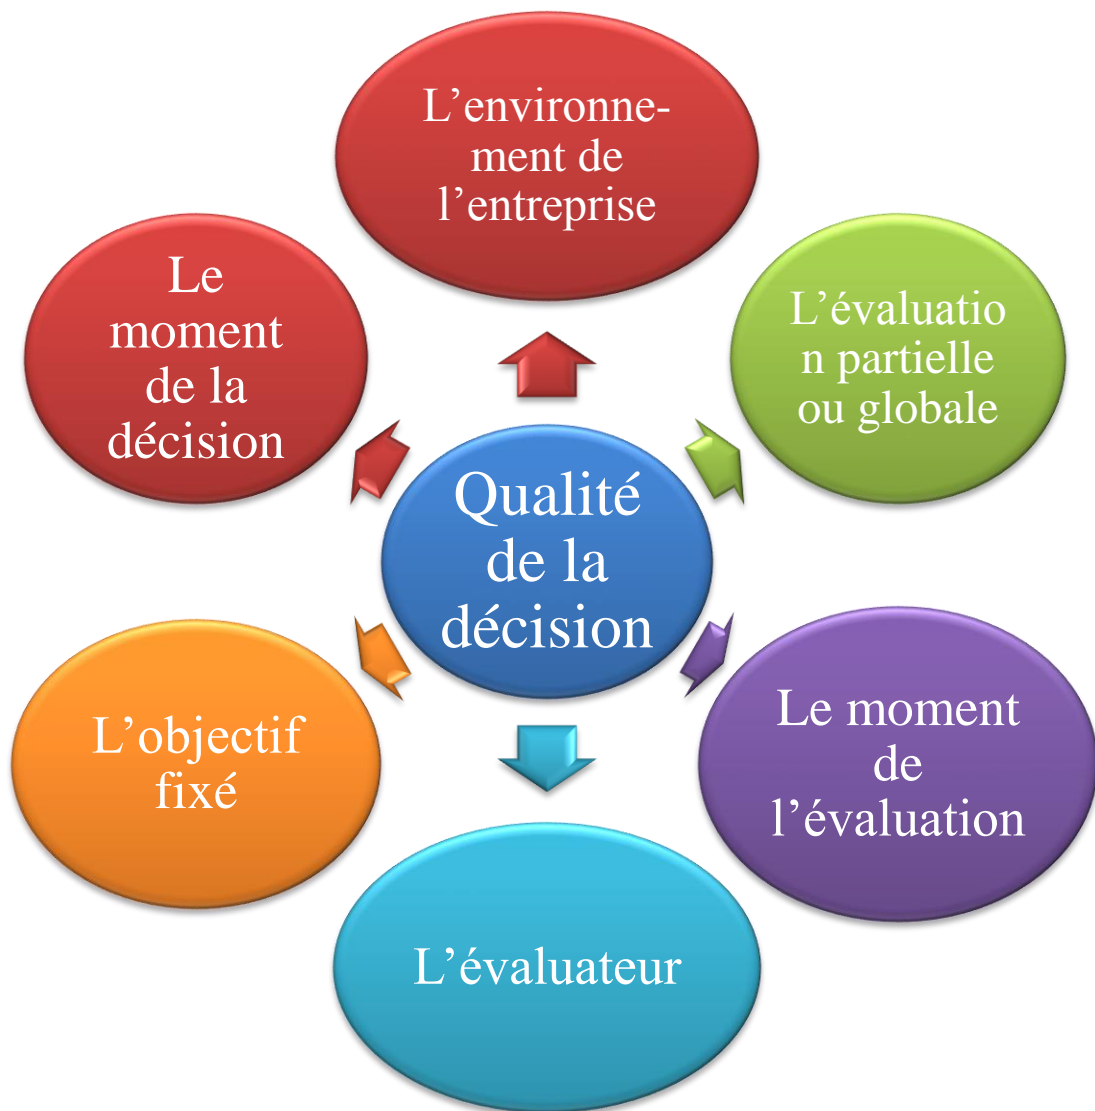 L’environne-
ment de
l’entreprise
Le
moment
de la
décision
L’évaluatio
n partielle
ou globale
Qualité
de la
décision
L’objectif
fixé
Le moment
de
l’évaluation
L’évaluateur